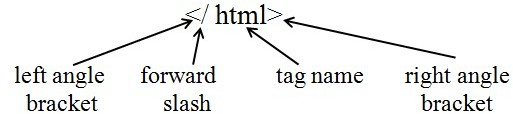 </ html>
left angle bracket
forward slash
tag name
right angle bracket